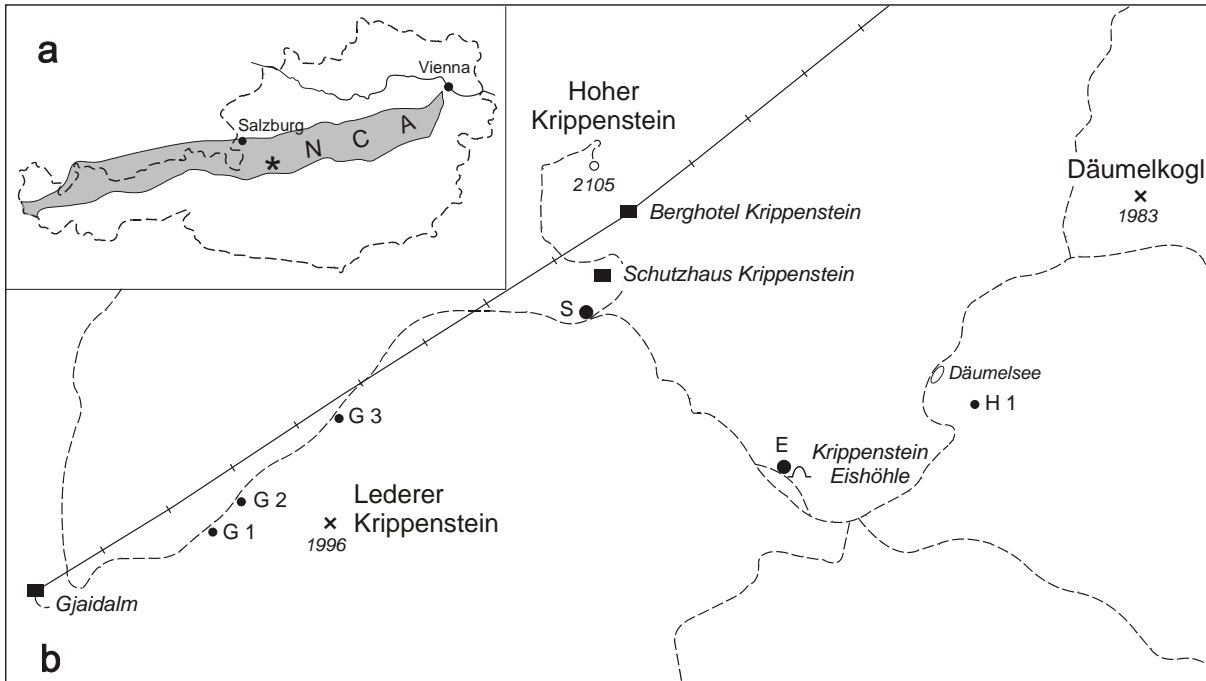 a
Vienna
Salzburg
N C A
*
Hoher
Krippenstein
2105
Däumelkogl
1983
Berghotel Krippenstein
Schutzhaus Krippenstein
S
Däumelsee
H 1
G 3
E
Krippenstein
Eishöhle
G 2
G 1
Lederer
Krippenstein
1996
Gjaidalm
b